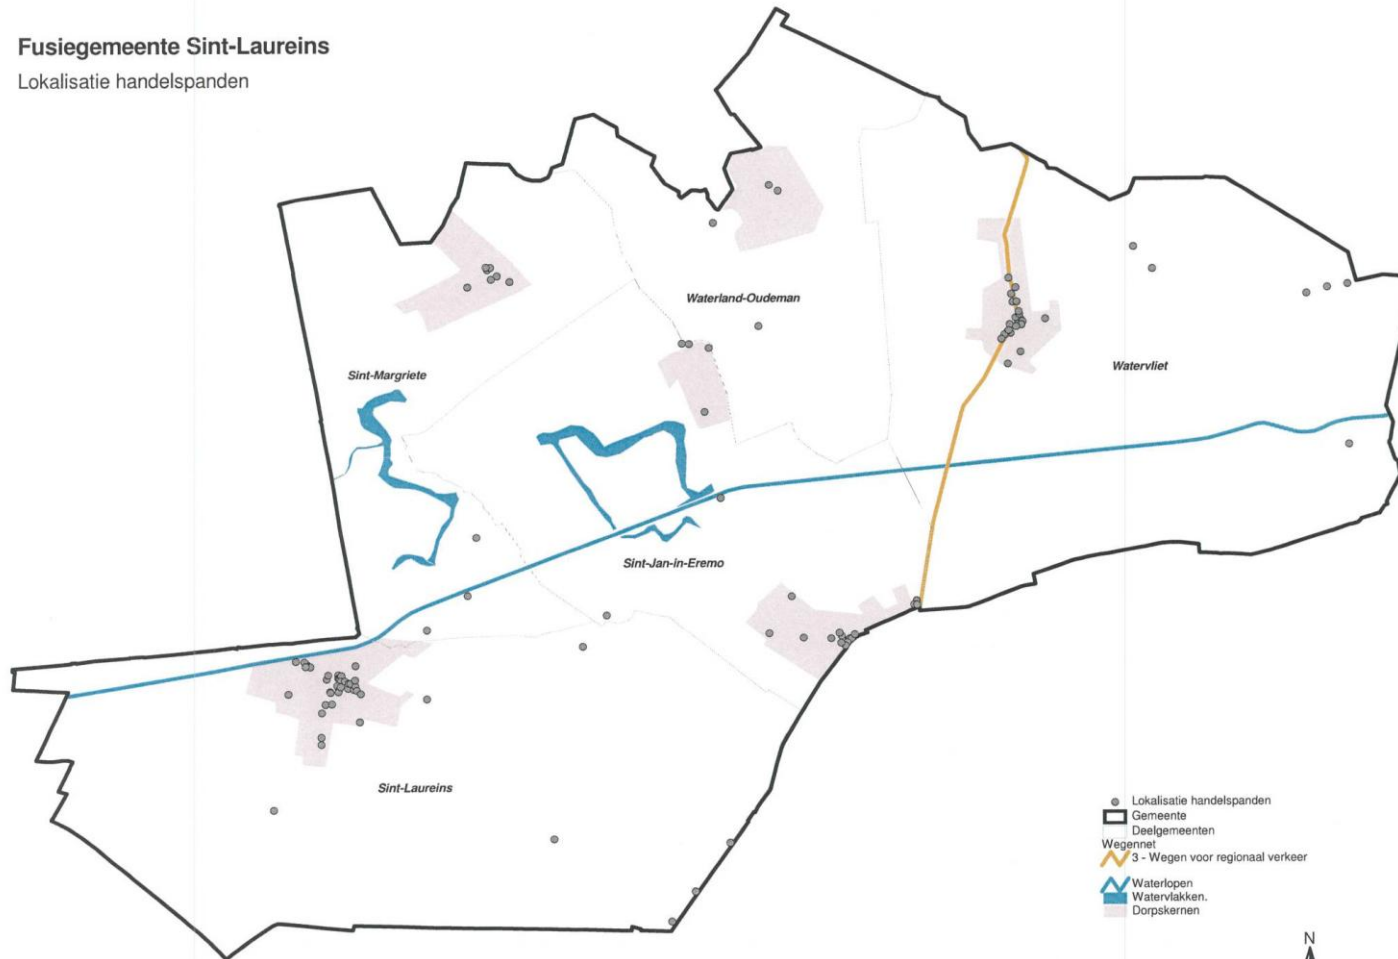 Fusiegemeente Sint-Laureins
Lokalisatie handelspanden
Waterland-Oudeman
Sint-Margriete
Watervliet
Sint-Jan-in-Eremo
Sint-Laureins
Lokalisatie handelspanden
Gemeente
Deelgemeenten
Wegennet
3 - Wegen voor regionaal verkeer
Waterlopen
Watervlakken.
Dorpskernen
N